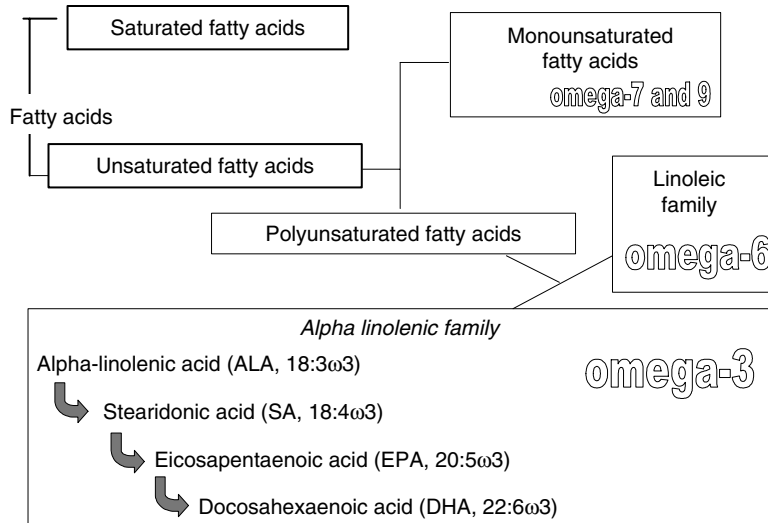 Saturated fatty acids
Monounsaturated
fatty acids
omega-7 and 9
Fatty acids
Unsaturated fatty acids
Linoleic
family
omega-6
Polyunsaturated fatty acids
Alpha linolenic family
omega-3
Alpha-linolenic acid (ALA, 18:3ω3)
Stearidonic acid (SA, 18:4ω3)
Eicosapentaenoic acid (EPA, 20:5ω3)
Docosahexaenoic acid (DHA, 22:6ω3)